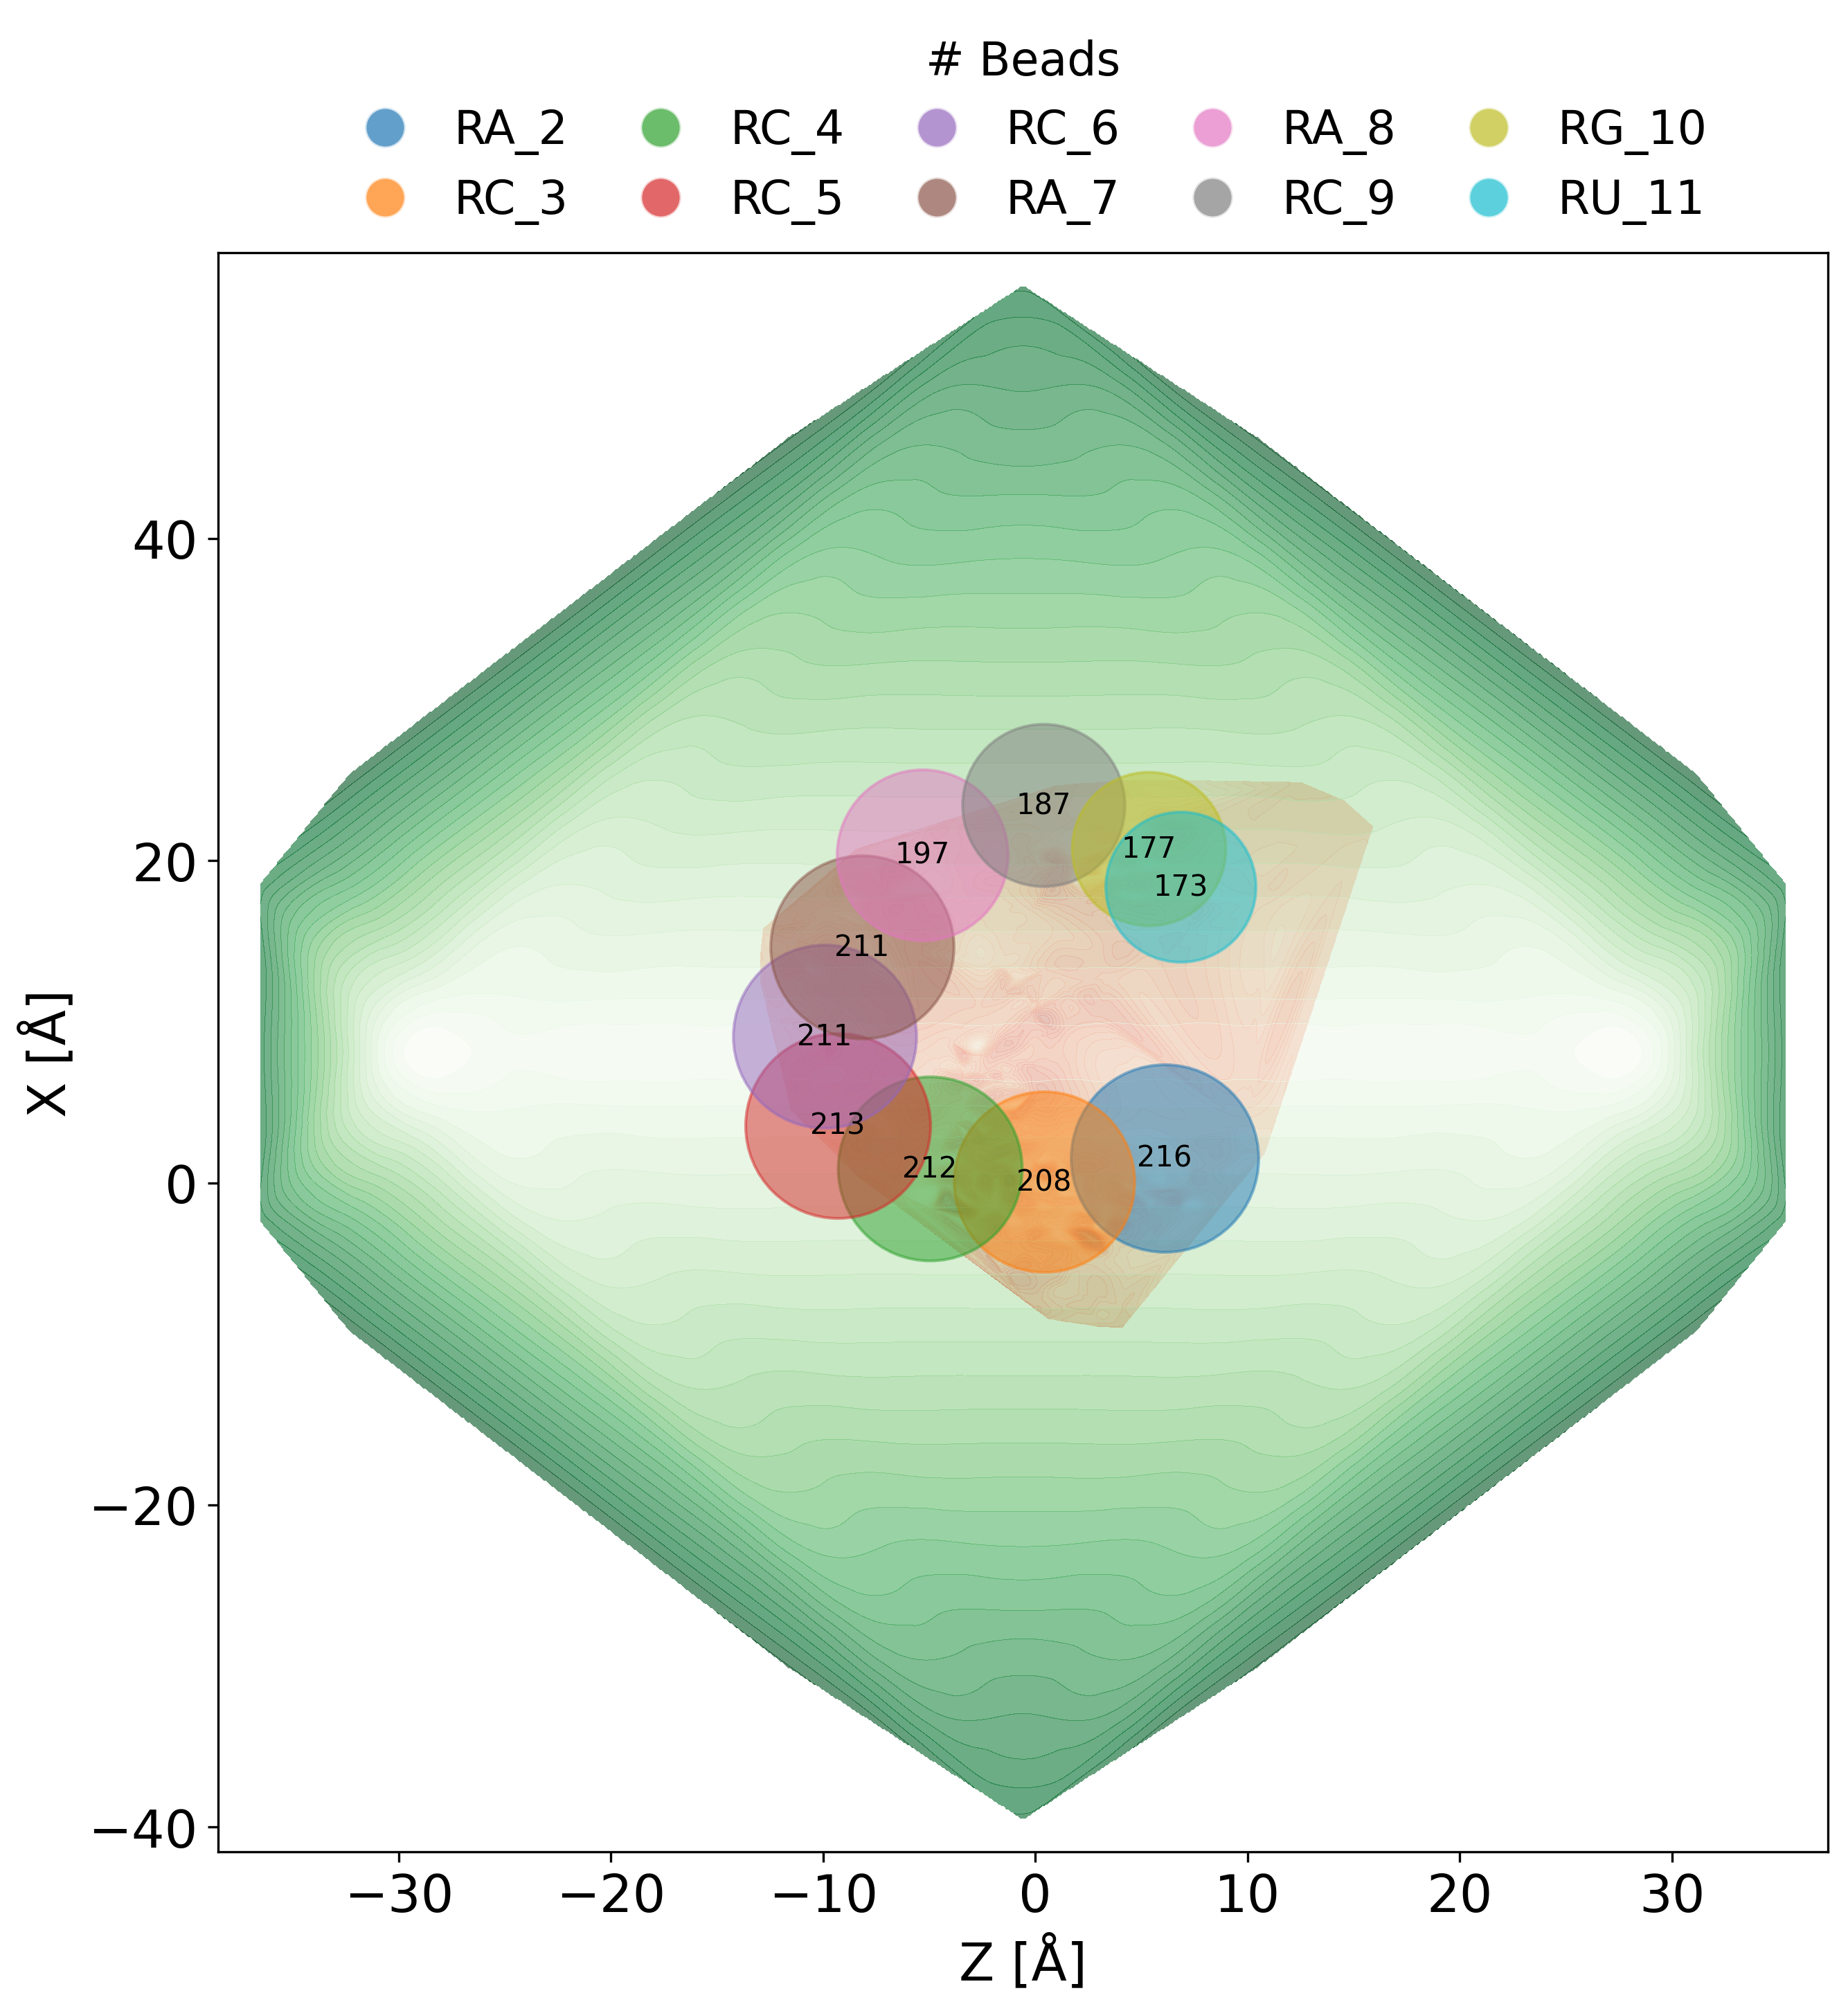 # Beads
RA_2 RC_4 RC_6 RA_8 RG_10
RC_3 RC_5 RA_7 RC_9 RU_11
40
20
0
−20
−40
X [Å]
187
177
197
173
211
211
213
212
208
216
−30 −20 −10 0 10 20 30
Z [Å]